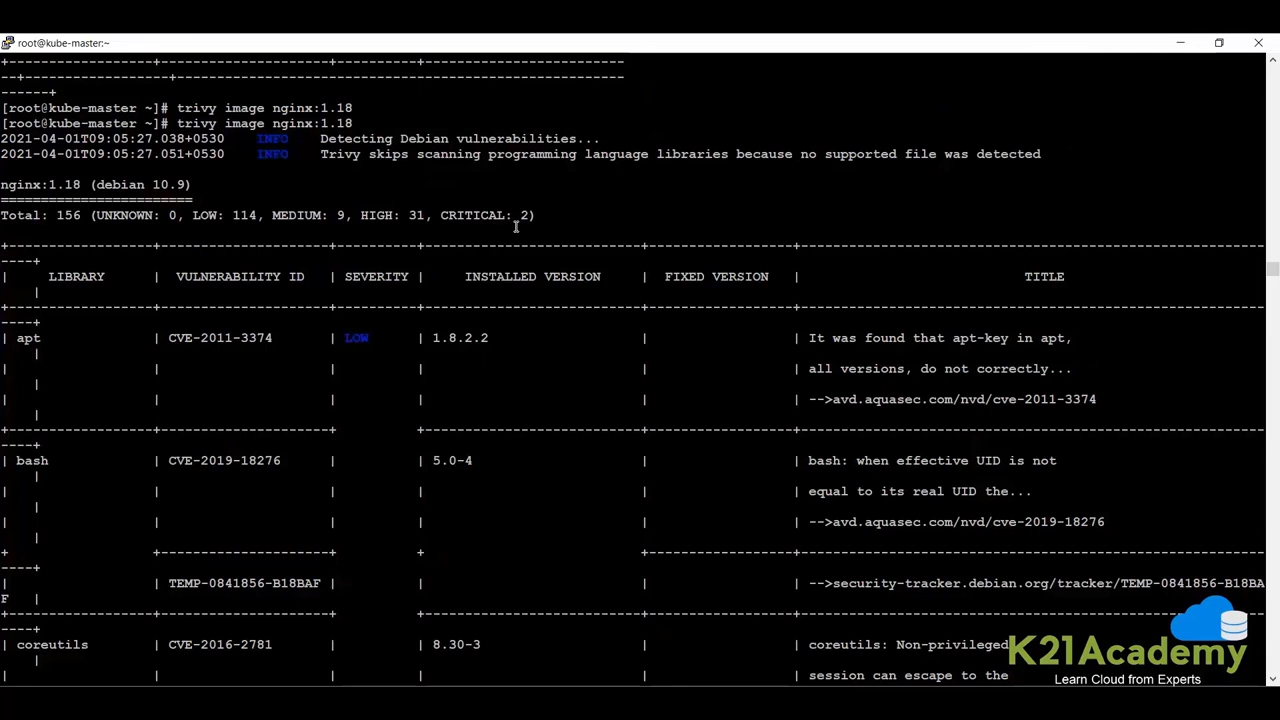 root@kube-master:~
[root@kube-master ~]# trivy image nginx:1.18
[root@kube-master ~]# trivy image nginx:1.18
2021-04-01T09:05:27.038+0530 INFO Detecting Debian vulnerabilities...
2021-04-01T09:05:27.051+0530 INFO Trivy skips scanning programming language libraries because no supported file was detected
nginx:1.18 (debian 10.9)
========================
Total: 156 (UNKNOWN: 0, LOW: 114, MEDIUM: 9, HIGH: 31, CRITICAL: 2)
| LIBRARY | VULNERABILITY ID | SEVERITY | INSTALLED VERSION | FIXED VERSION | TITLE
| apt | CVE-2011-3374 | LOW | 1.8.2.2 | | It was found that apt-key in apt,
| all versions, do not correctly...
| -->avd.aquasec.com/nvd/cve-2011-3374
| bash | CVE-2019-18276 | | 5.0-4 | | bash: when effective UID is not
| equal to its real UID the...
| -->avd.aquasec.com/nvd/cve-2019-18276
| | TEMP-0841856-B18BAF | | | | -->security-tracker.debian.org/tracker/TEMP-0841856-B18BA
F |
| coreutils | CVE-2016-2781 | | 8.30-3 | | coreutils: Non-privileged
| session can escape to the
K21Academy
Learn Cloud from Experts